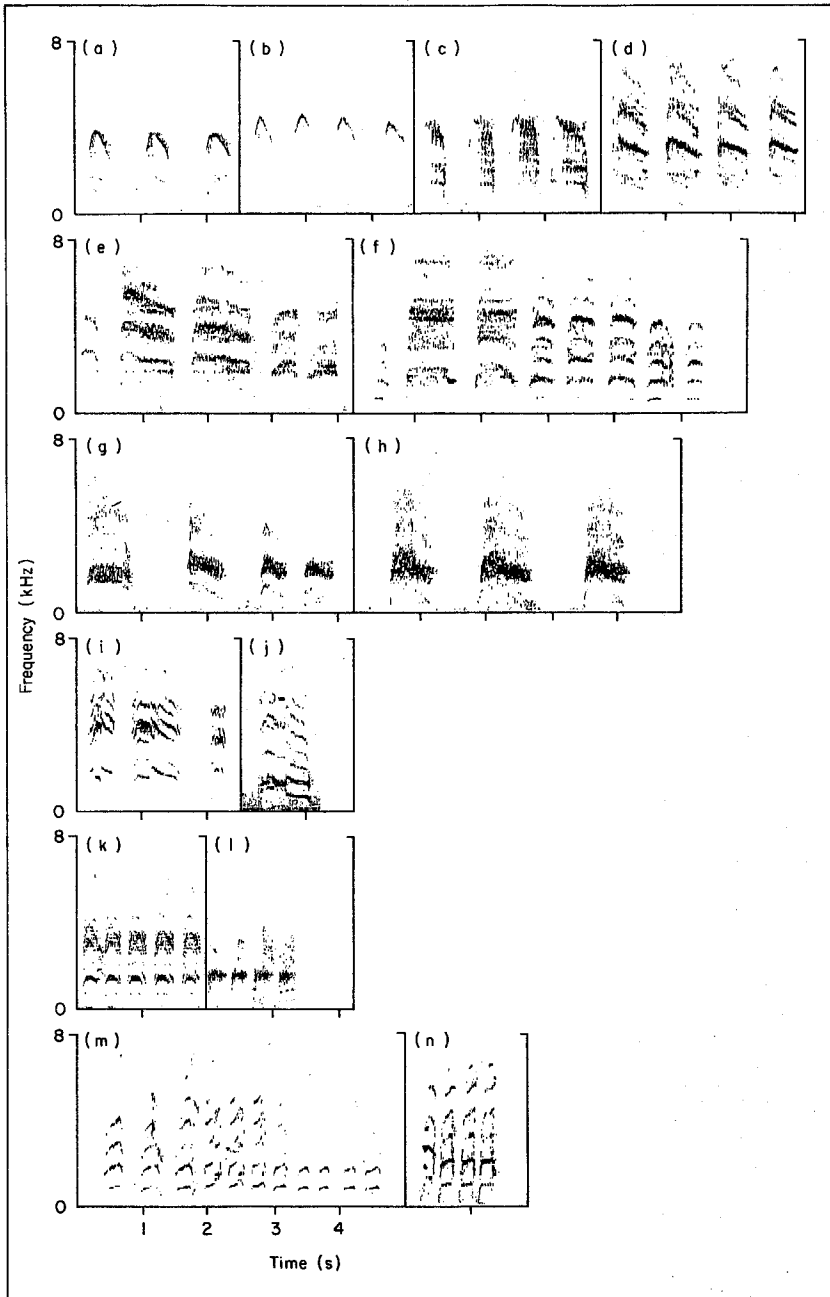 8
(a)
(b)
(c)
(d)
0
8
(e)
(f)
0
8
(g)
(h)
0
Frequency (kHz)
8
(i)
(j)
0
8
(k)
(l)
0
8
(m)
(n)
0
1 2 3 4
Time (s)